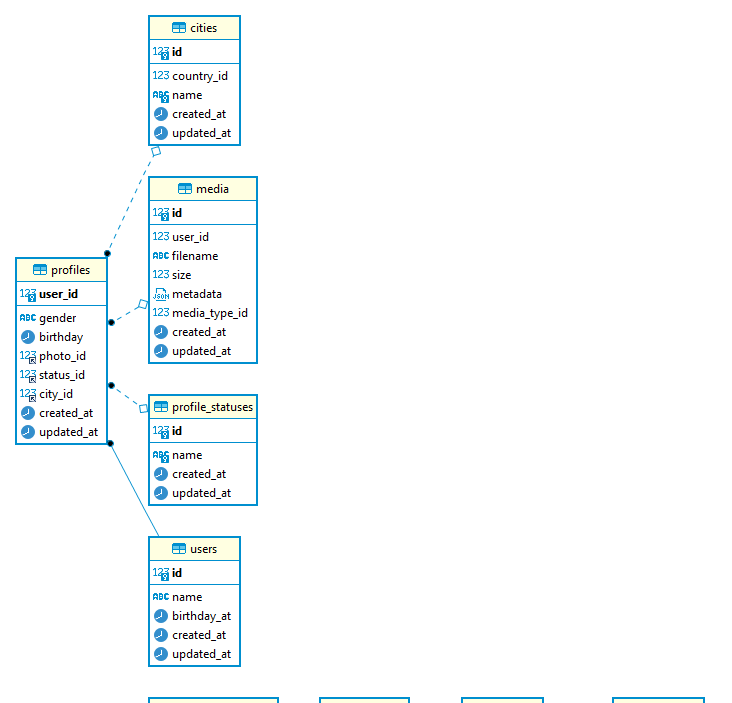 cities
id
country_id
name
created_at
updated_at
media
id
user_id
filename
size
metadata
media_type_id
created_at
updated_at
profiles
user_id
gender
birthday
photo_id
status_id
city_id
created_at
updated_at
profile_statuses
id
name
created_at
updated_at
users
id
name
birthday_at
created_at
updated_at